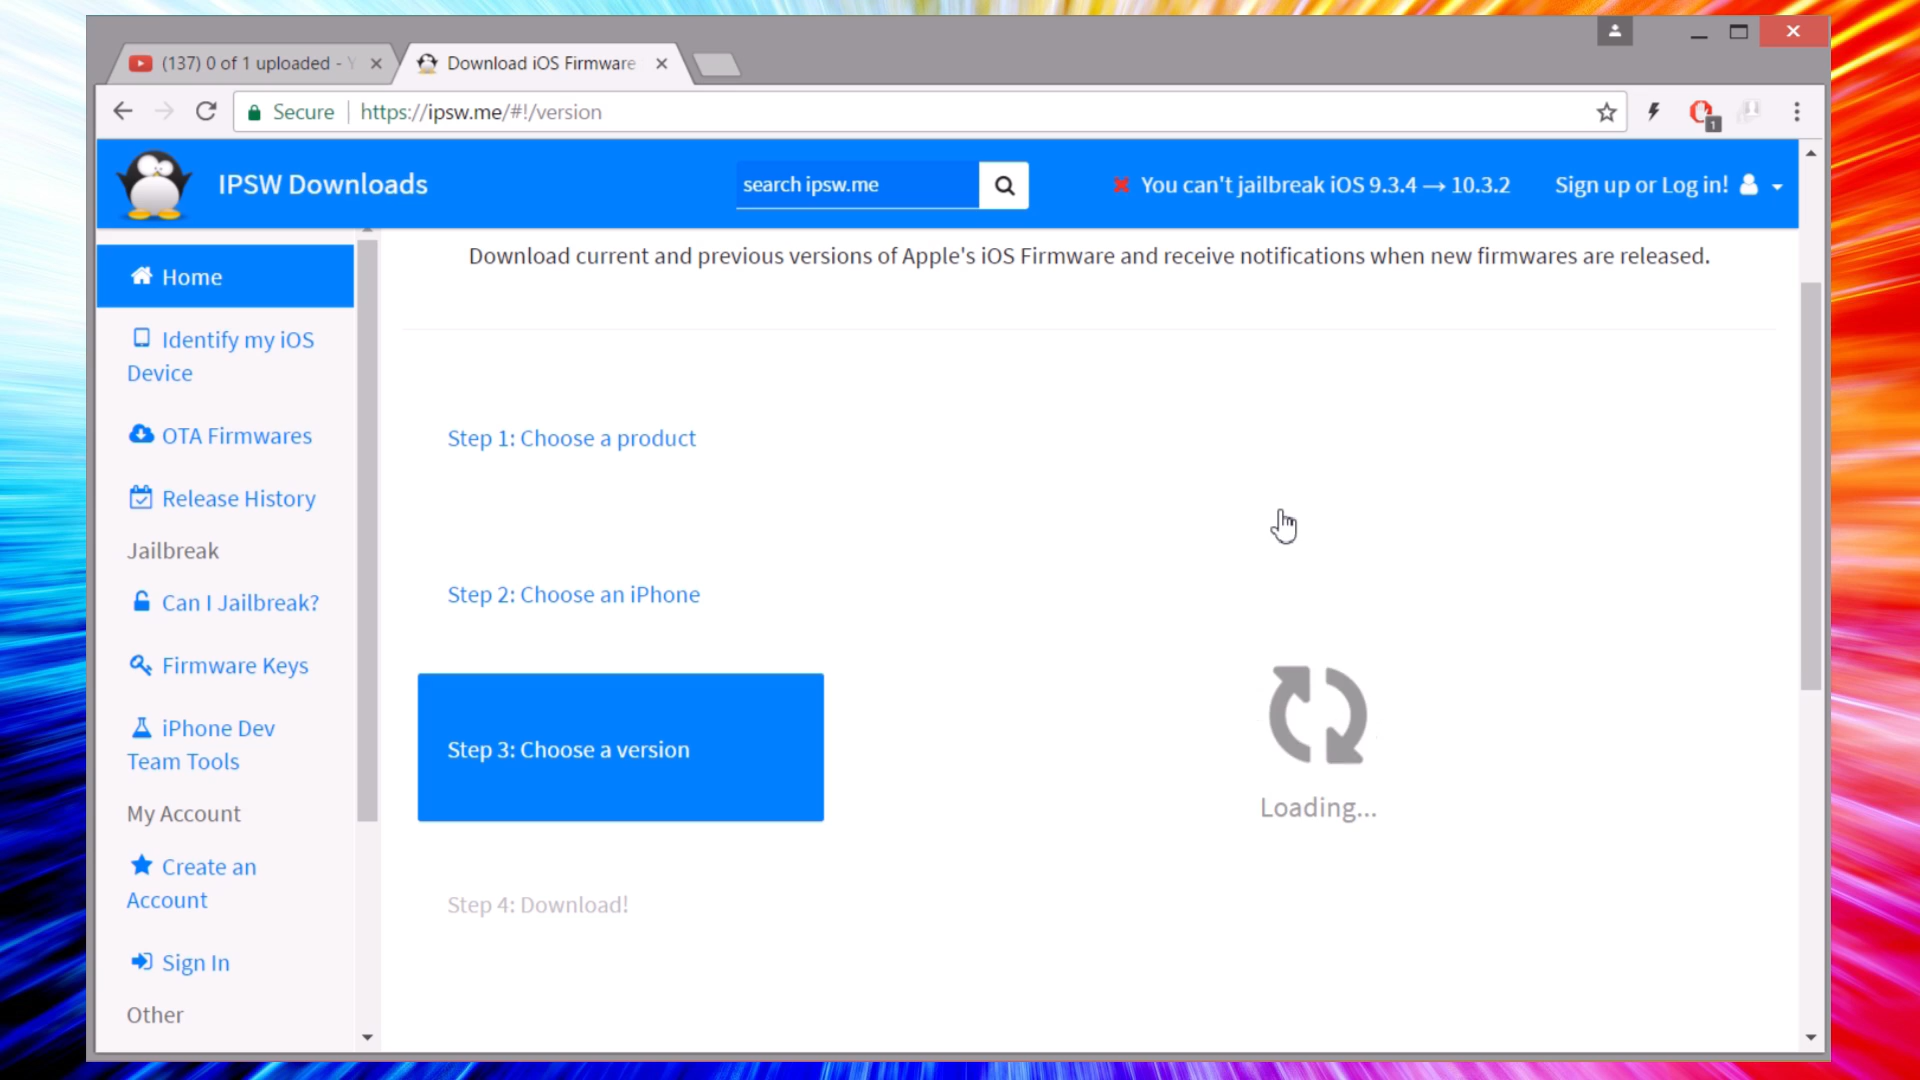 (137) 0 of 1 uploaded - Y
Download iOS Firmware
Secure
https://ipsw.me/#!/version
1
IPSW Downloads
search ipsw.me
You can't jailbreak iOS 9.3.4 → 10.3.2
Sign up or Log in!
Home
Identify my iOS
Device
OTA Firmwares
Release History
Jailbreak
Can I Jailbreak?
Firmware Keys
iPhone Dev
Team Tools
My Account
Create an
Account
Sign In
Other
Download current and previous versions of Apple's iOS Firmware and receive notifications when new firmwares are released.
Step 1: Choose a product
Step 2: Choose an iPhone
Step 3: Choose a version
Step 4: Download!
Loading...